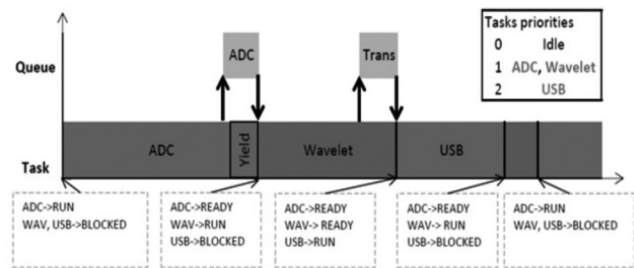 Tasks priorities
0 Idle
1 ADC, Wavelet
2 USB
Queue
ADC
Trans
Task
ADC
Yield
Wavelet
USB
ADC->RUN
WAV, USB->BLOCKED
ADC->READY
WAV->RUN
USB->BLOCKED
ADC->READY
WAV-> READY
USB->RUN
ADC->READY
WAV-> RUN
USB->BLOCKED
ADC->RUN
WAV, USB->BLOCKED